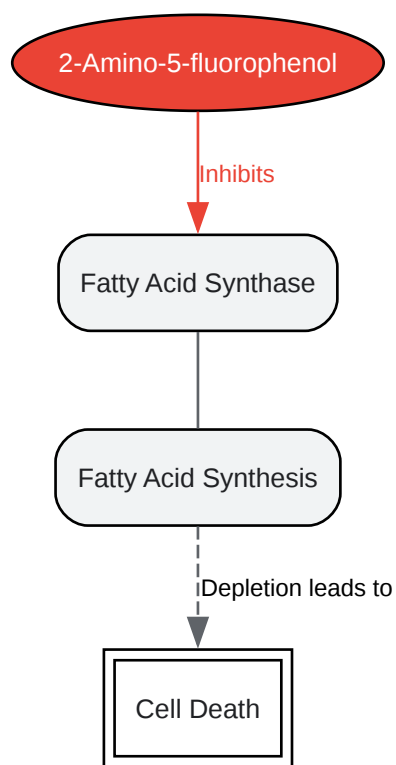 2-Amino-5-fluorophenol
Inhibits
Fatty Acid Synthase
Fatty Acid Synthesis
Depletion leads to
Cell Death